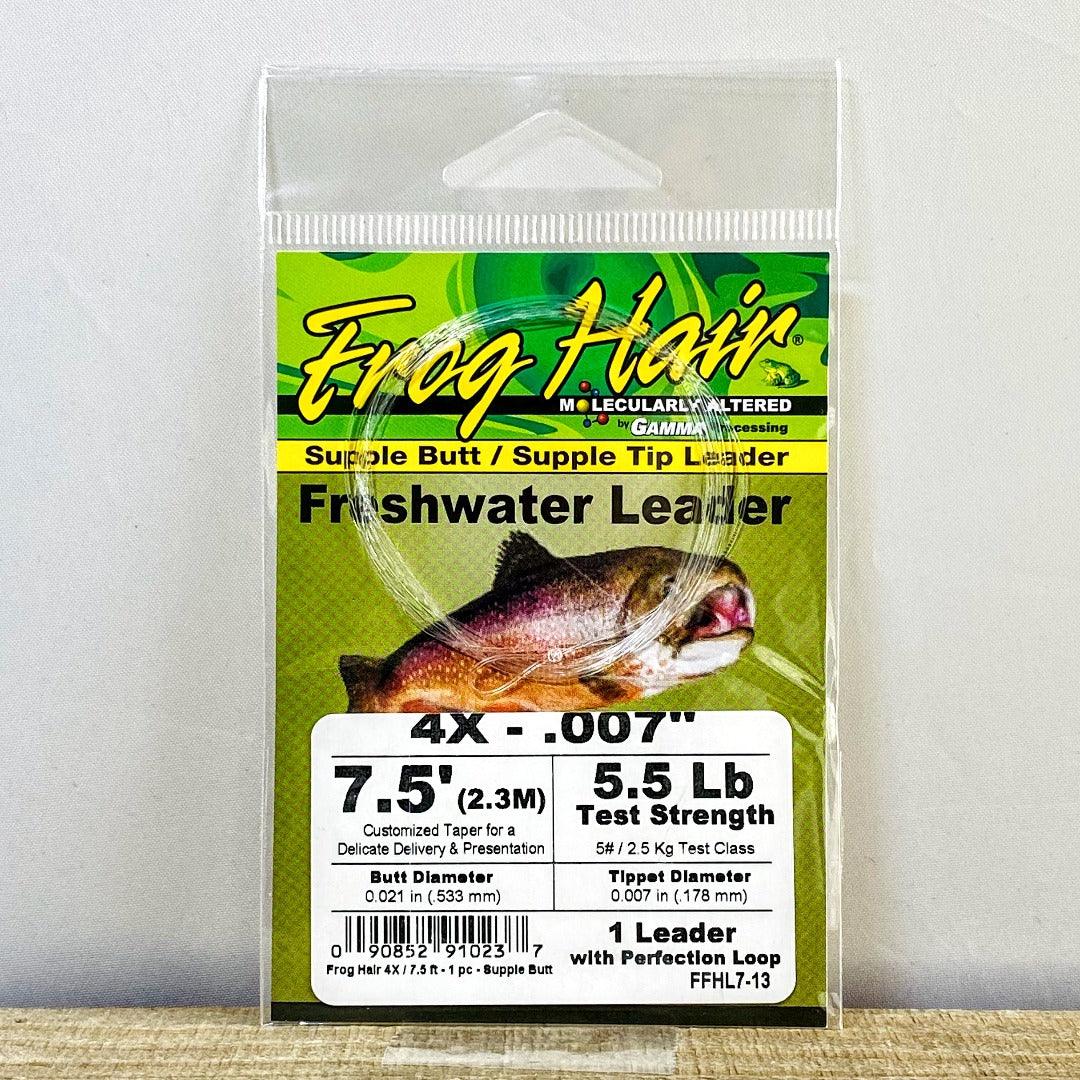 Frog Hair®
MOLECULARLY ALTERED
by GAMMA Processing
Supple Butt / Supple Tip Leader
Freshwater Leader
4X - .007"
7.5' (2.3M)
Customized Taper for a
Delicate Delivery & Presentation
5.5 Lb
Test Strength
5# / 2.5 Kg Test Class
Butt Diameter
0.021 in (.533 mm)
Tippet Diameter
0.007 in (.178 mm)
0 90852 91023 7
Frog Hair 4X / 7.5 ft - 1 pc - Supple Butt
1 Leader
with Perfection Loop
FFHL7-13